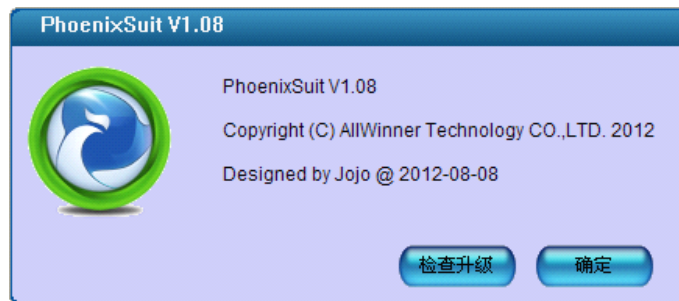 PhoenixSuit V1.08
PhoenixSuit V1.08
Copyright (C) AllWinner Technology CO.,LTD. 2012
Designed by Jojo @ 2012-08-08
检查升级 确定